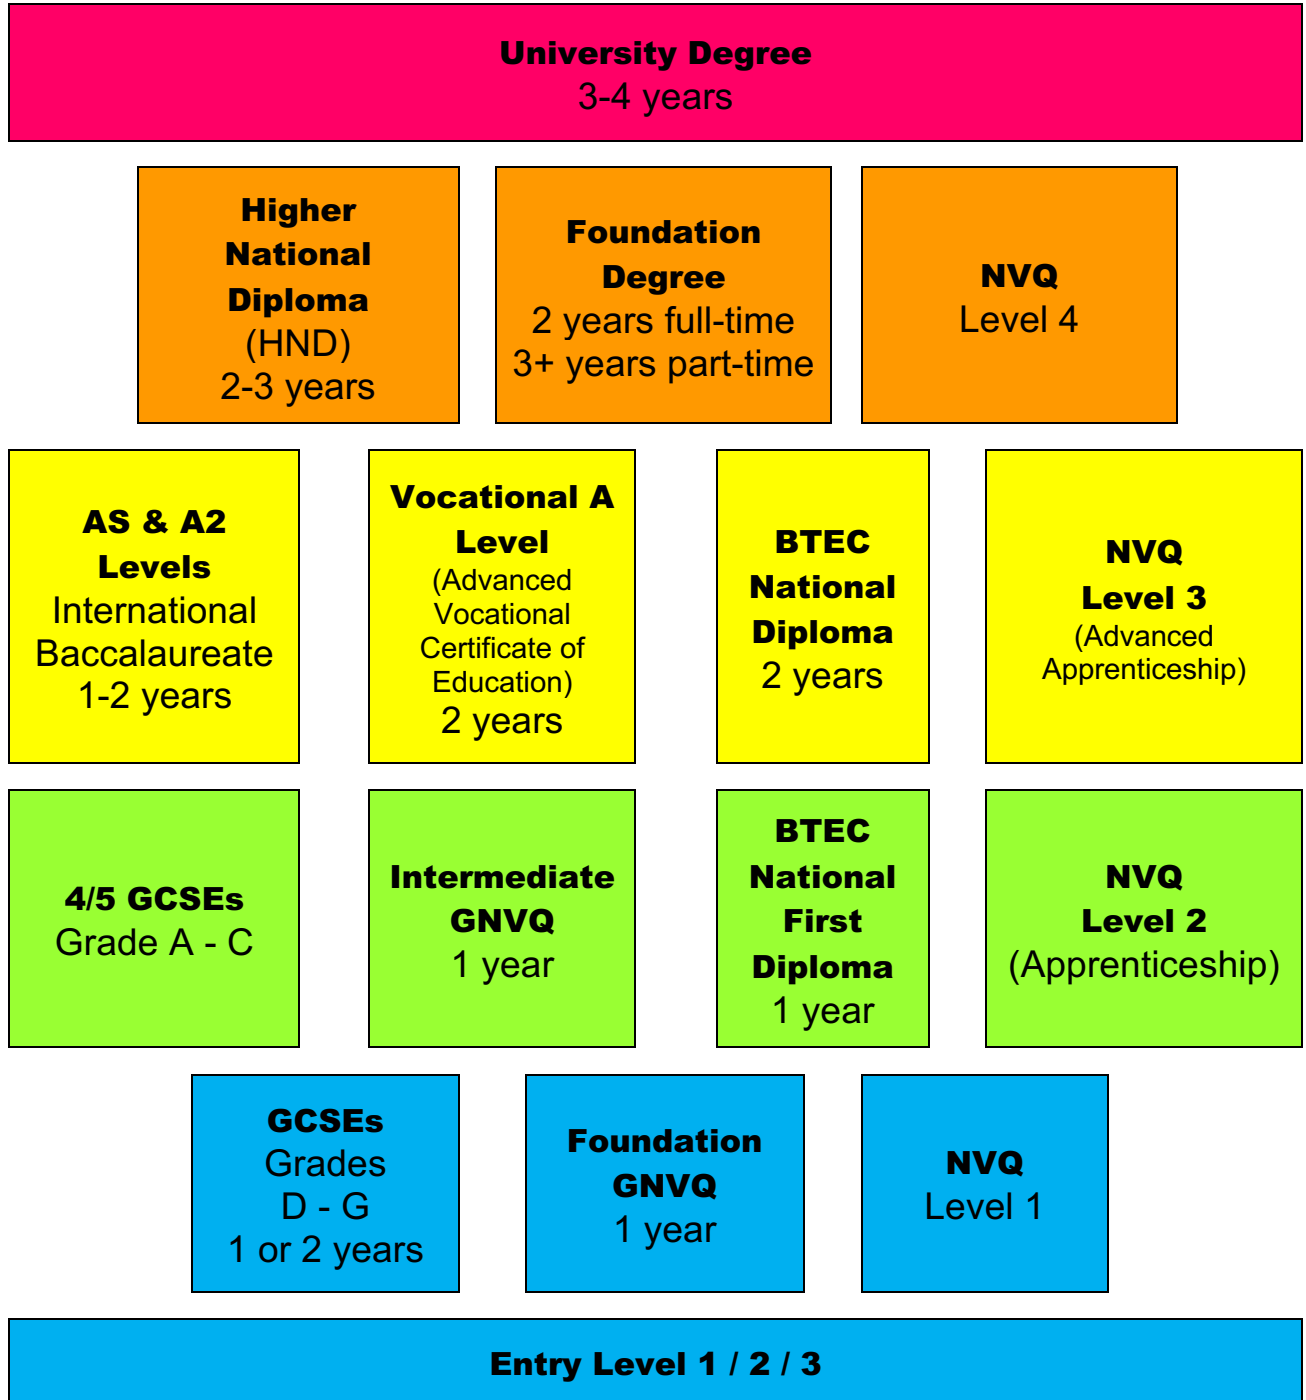 University Degree
3-4 years
Higher
National
Diploma
(HND)
2-3 years
Foundation
Degree
2 years full-time
3+ years part-time
NVQ
Level 4
AS & A2
Levels
International
Baccalaureate
1-2 years
Vocational A
Level
(Advanced
Vocational
Certificate of
Education)
2 years
BTEC
National
Diploma
2 years
NVQ
Level 3
(Advanced
Apprenticeship)
4/5 GCSEs
Grade A - C
Intermediate
GNVQ
1 year
BTEC
National
First
Diploma
1 year
NVQ
Level 2
(Apprenticeship)
GCSEs
Grades
D - G
1 or 2 years
Foundation
GNVQ
1 year
NVQ
Level 1
Entry Level 1 / 2 / 3